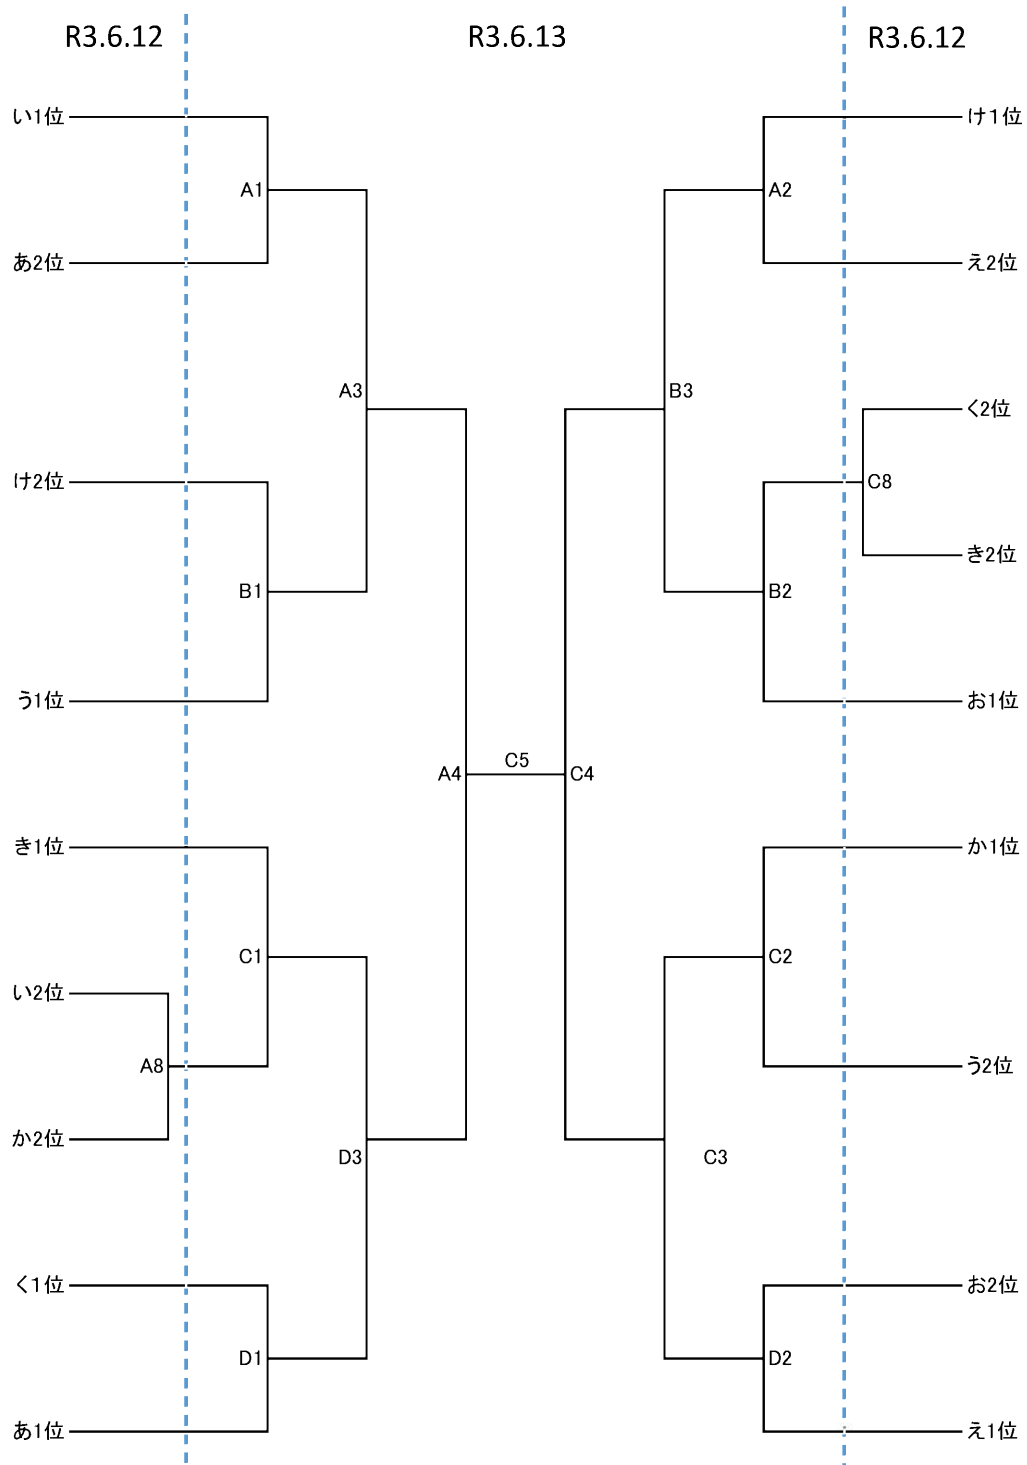 R3.6.12
R3.6.13
R3.6.12
い1位
け1位
A1
A2
あ2位
え2位
A3
B3
く2位
け2位
C8
き2位
B1
B2
う1位
お1位
C5
A4
C4
き1位
か1位
C1
C2
い2位
A8
う2位
か2位
D3
C3
く1位
お2位
D1
D2
あ1位
え1位